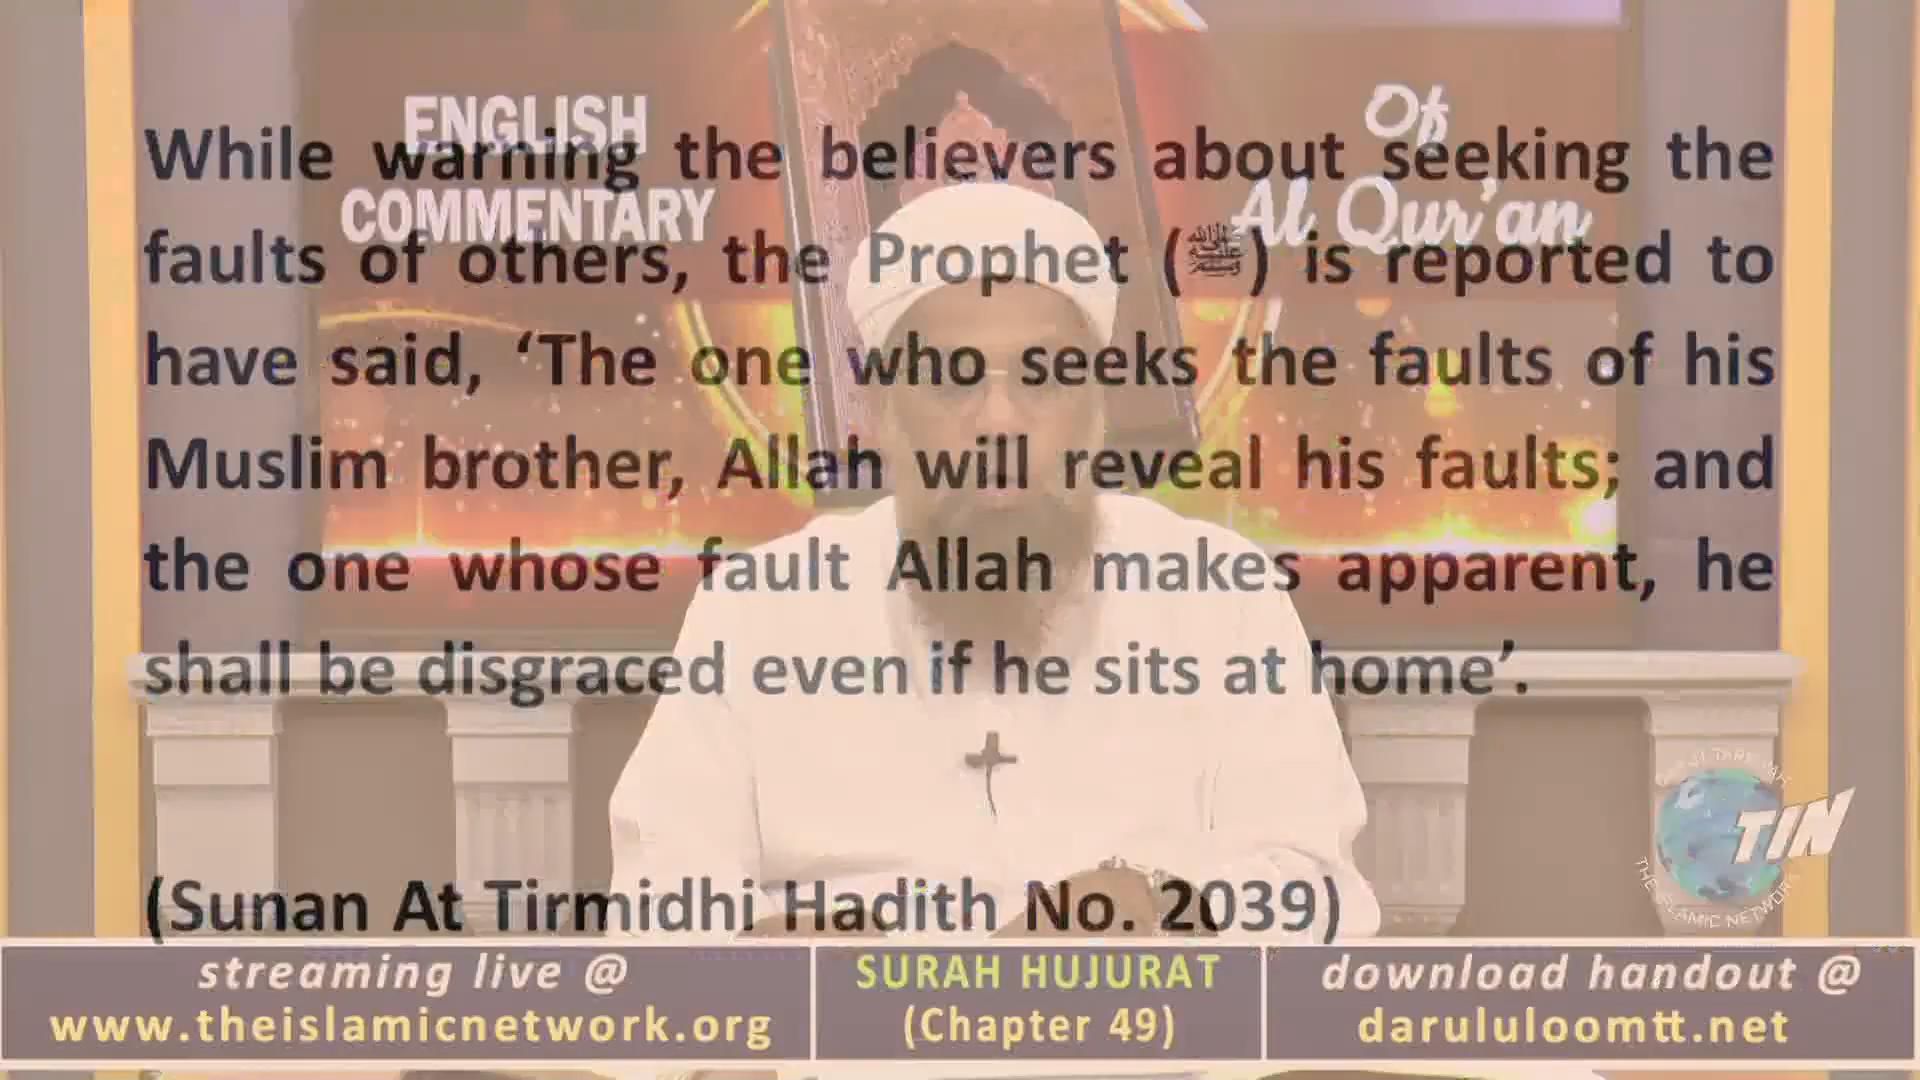 ENGLISH
COMMENTARY
Of
Al Qur'an
While warning the believers about seeking the
faults of others, the Prophet (ﷺ) is reported to
have said, ‘The one who seeks the faults of his
Muslim brother, Allah will reveal his faults; and
the one whose fault Allah makes apparent, he
shall be disgraced even if he sits at home’.
(Sunan At Tirmidhi Hadith No. 2039)
TIN
THE ISLAMIC NETWORK
streaming live @
www.theislamicnetwork.org
SURAH HUJURAT
(Chapter 49)
download handout @
darululoomtt.net